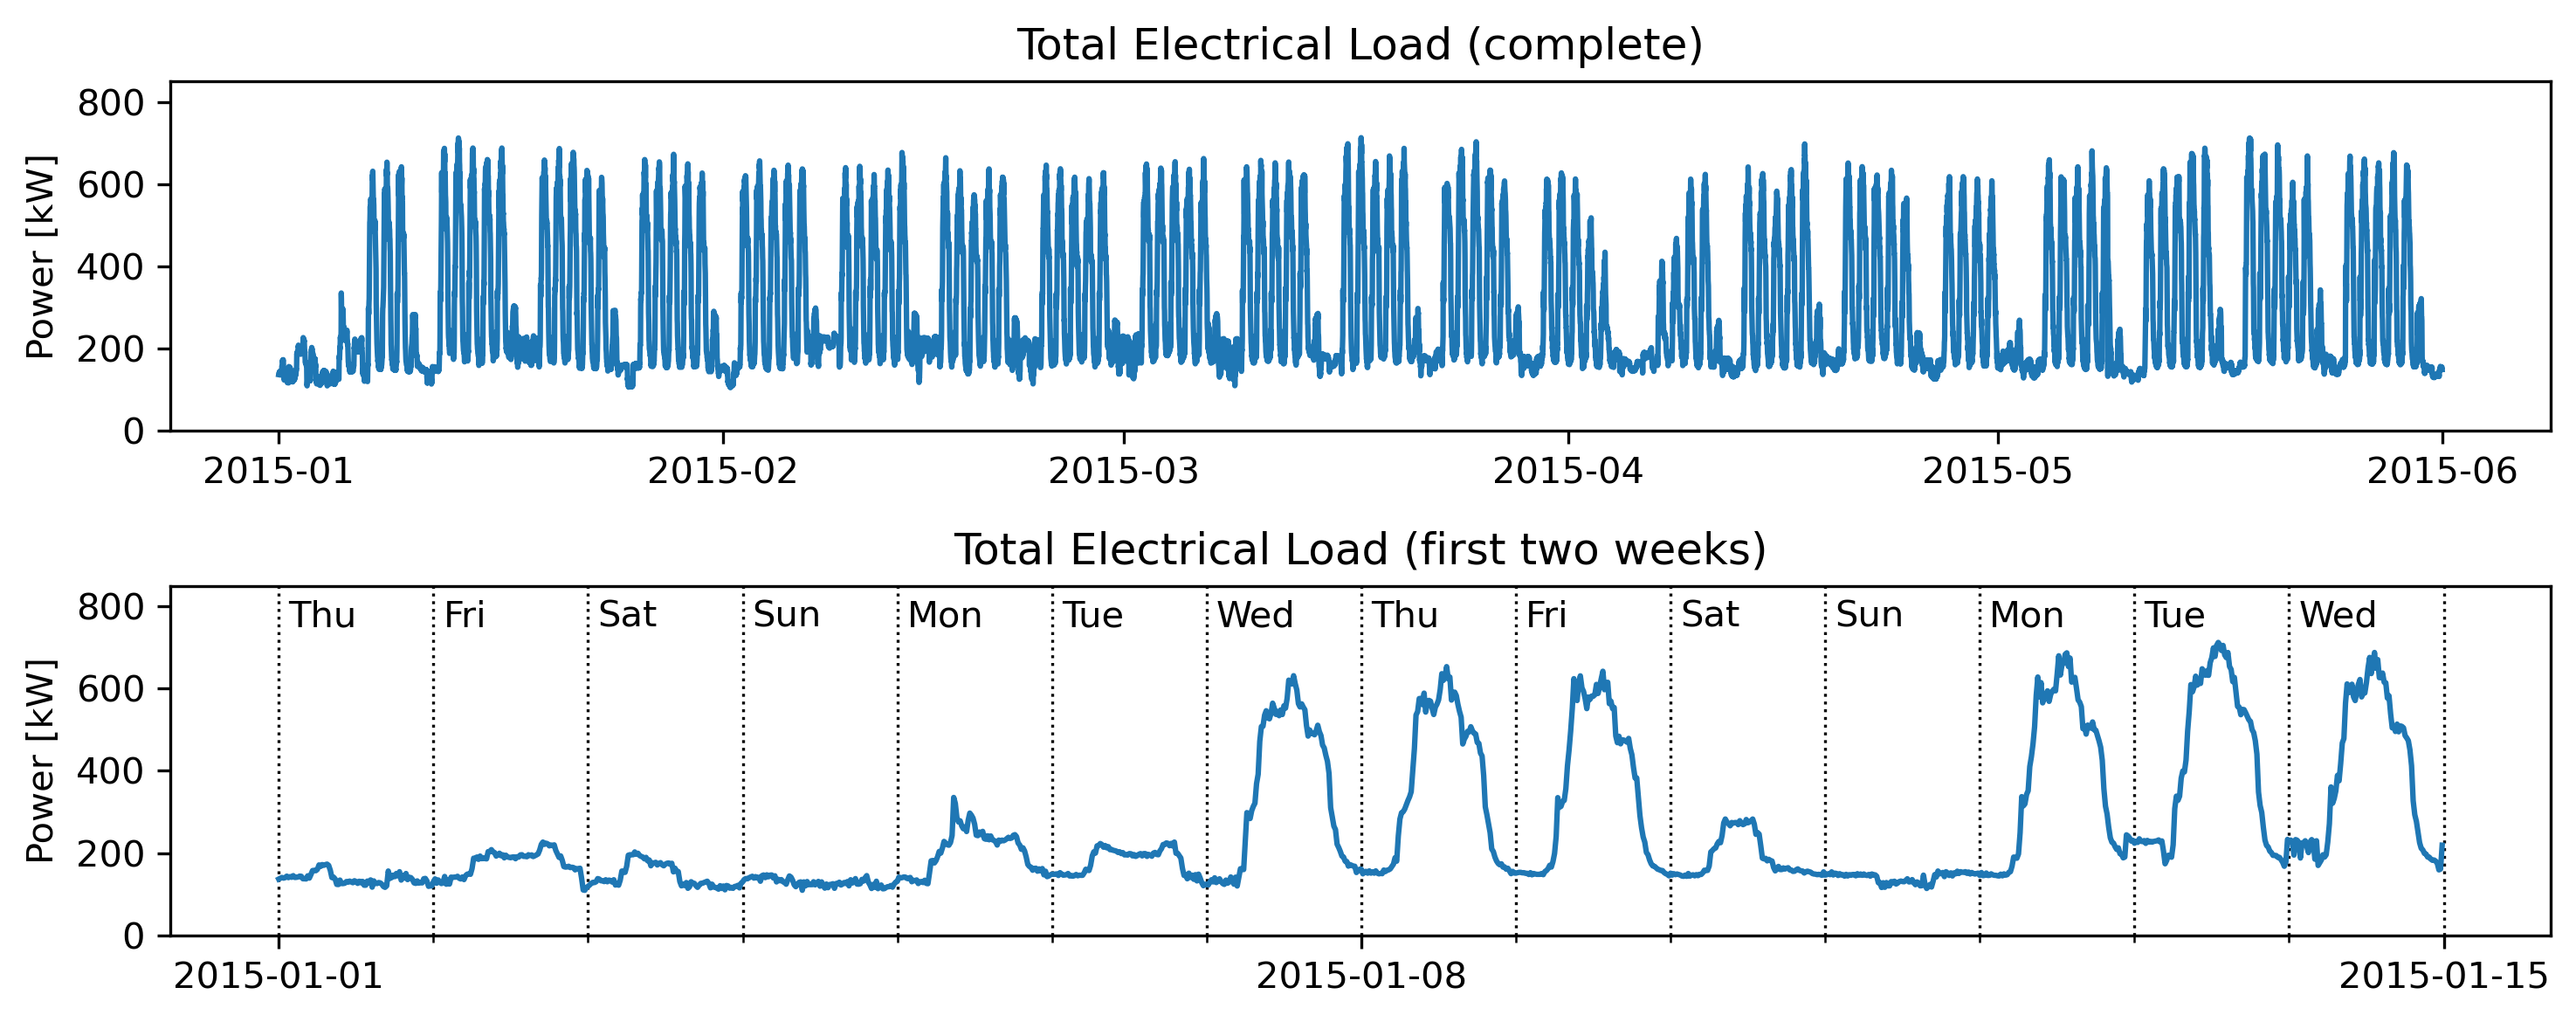 Total Electrical Load (complete)
Power [kW]
800
600
400
200
0
2015-01 2015-02 2015-03 2015-04 2015-05 2015-06
Total Electrical Load (first two weeks)
Power [kW]
800
600
400
200
0
Thu Fri Sat Sun Mon Tue Wed Thu Fri Sat Sun Mon Tue Wed
2015-01-01 2015-01-08 2015-01-15